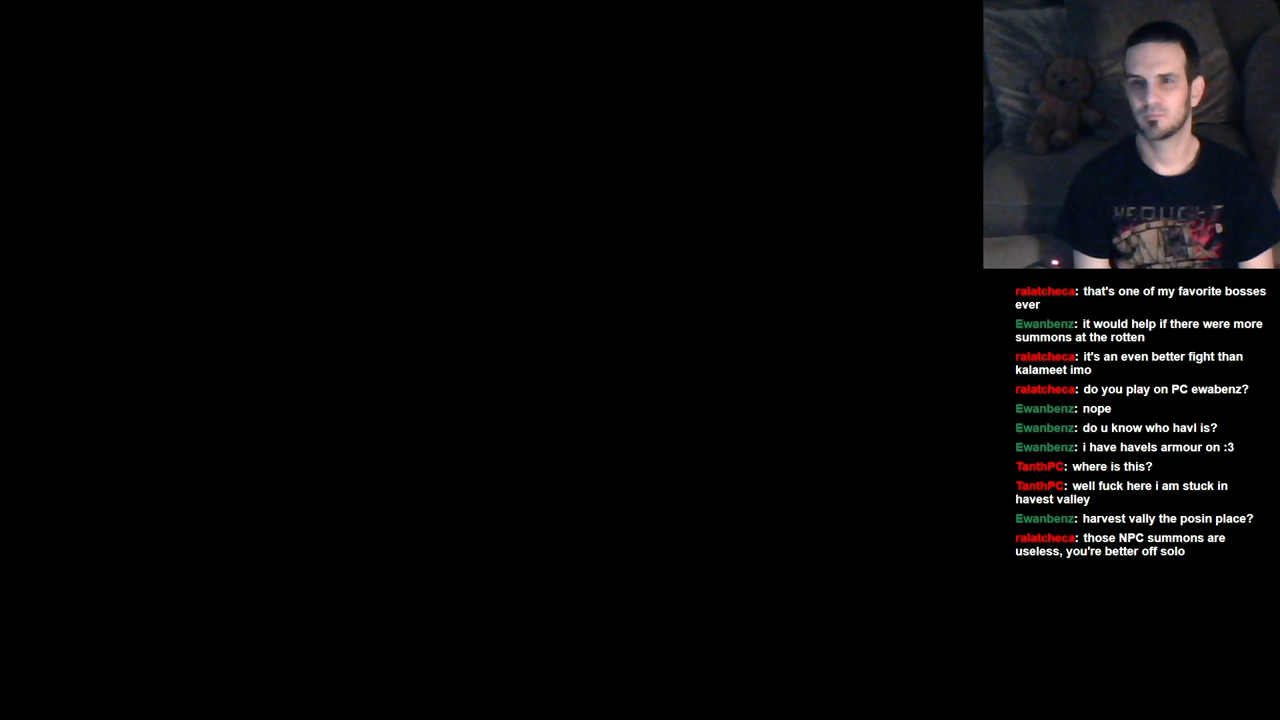 ralatcheca: that's one of my favorite bosses
ever
Ewanbenz: it would help if there were more
summons at the rotten
ralatcheca: it's an even better fight than
kalameet imo
ralatcheca: do you play on PC ewabenz?
Ewanbenz: nope
Ewanbenz: do u know who havl is?
Ewanbenz: i have havels armour on :3
TanthPC: where is this?
TanthPC: well fuck here i am stuck in
havest valley
Ewanbenz: harvest vally the posin place?
ralatcheca: those NPC summons are
useless, you're better off solo